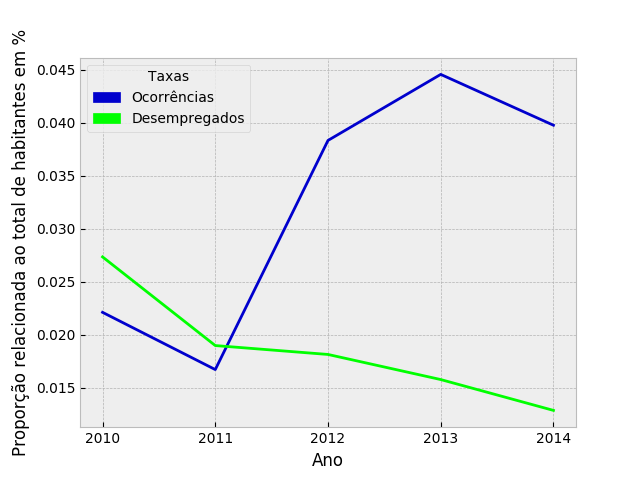 Proporção relacionada ao total de habitantes em %
0.045
0.040
0.035
0.030
0.025
0.020
0.015
Taxas
Ocorrências
Desempregados
2010 2011 2012 2013 2014
Ano